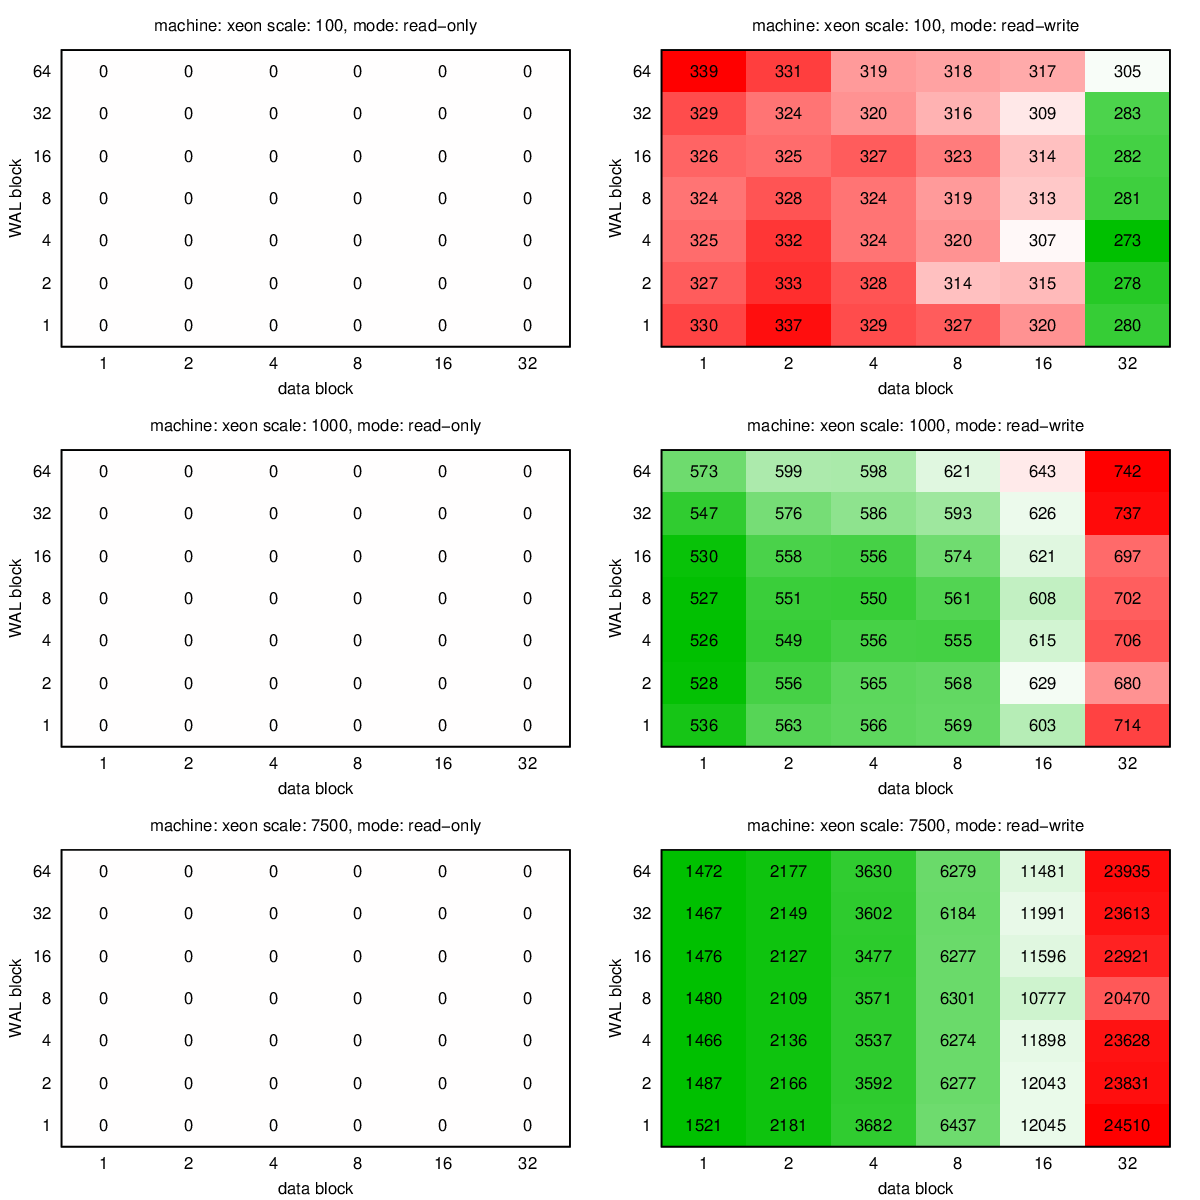 machine: xeon scale: 100, mode: read−only
WAL block
64 0 0 0 0 0 0
32 0 0 0 0 0 0
16 0 0 0 0 0 0
8 0 0 0 0 0 0
4 0 0 0 0 0 0
2 0 0 0 0 0 0
1 0 0 0 0 0 0
1 2 4 8 16 32
data block
machine: xeon scale: 100, mode: read−write
WAL block
64 339 331 319 318 317 305
32 329 324 320 316 309 283
16 326 325 327 323 314 282
8 324 328 324 319 313 281
4 325 332 324 320 307 273
2 327 333 328 314 315 278
1 330 337 329 327 320 280
1 2 4 8 16 32
data block
machine: xeon scale: 1000, mode: read−only
WAL block
64 0 0 0 0 0 0
32 0 0 0 0 0 0
16 0 0 0 0 0 0
8 0 0 0 0 0 0
4 0 0 0 0 0 0
2 0 0 0 0 0 0
1 0 0 0 0 0 0
1 2 4 8 16 32
data block
machine: xeon scale: 1000, mode: read−write
WAL block
64 573 599 598 621 643 742
32 547 576 586 593 626 737
16 530 558 556 574 621 697
8 527 551 550 561 608 702
4 526 549 556 555 615 706
2 528 556 565 568 629 680
1 536 563 566 569 603 714
1 2 4 8 16 32
data block
machine: xeon scale: 7500, mode: read−only
WAL block
64 0 0 0 0 0 0
32 0 0 0 0 0 0
16 0 0 0 0 0 0
8 0 0 0 0 0 0
4 0 0 0 0 0 0
2 0 0 0 0 0 0
1 0 0 0 0 0 0
1 2 4 8 16 32
data block
machine: xeon scale: 7500, mode: read−write
WAL block
64 1472 2177 3630 6279 11481 23935
32 1467 2149 3602 6184 11991 23613
16 1476 2127 3477 6277 11596 22921
8 1480 2109 3571 6301 10777 20470
4 1466 2136 3537 6274 11898 23628
2 1487 2166 3592 6277 12043 23831
1 1521 2181 3682 6437 12045 24510
1 2 4 8 16 32
data block